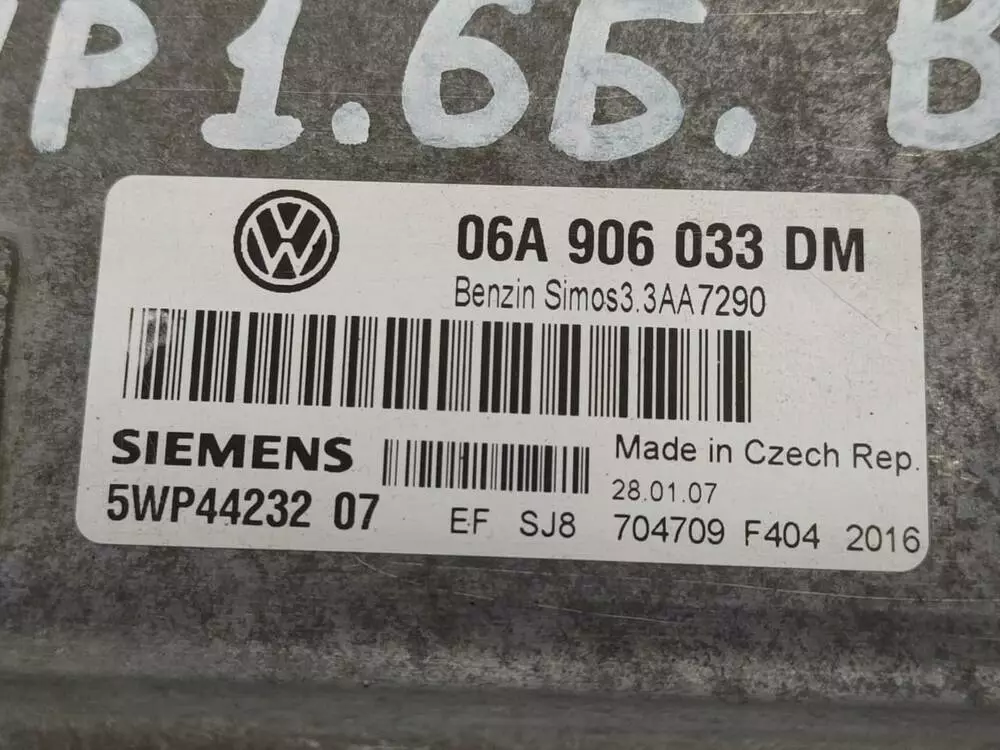 P 1.6Б. В
06A 906 033 DM
Benzin Simos3.3AA7290
SIEMENS
Made in Czech Rep.
5WP44232 07
28.01.07
EF SJ8 704709 F404 2016